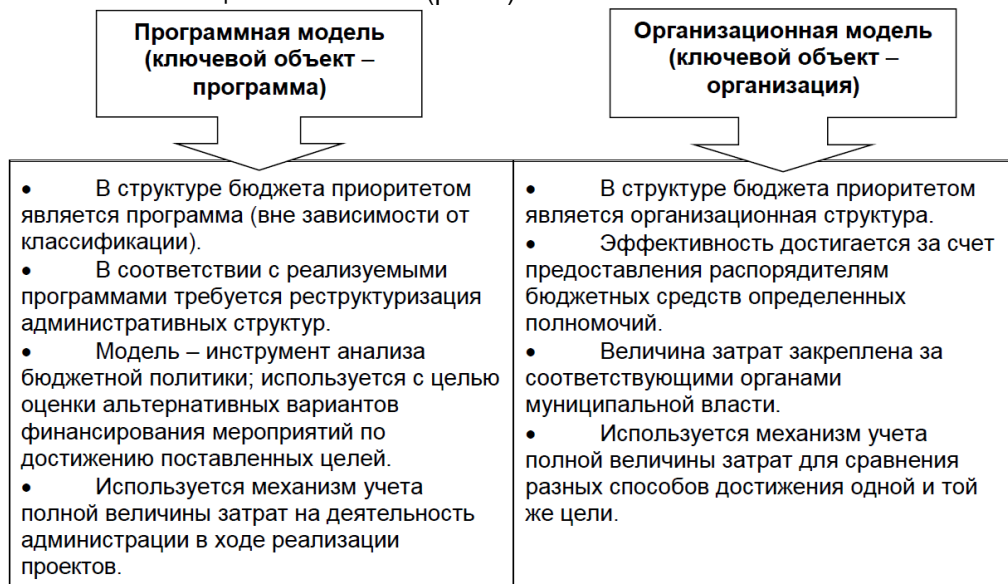 Программная модель
(ключевой объект –
программа)
Организационная модель
(ключевой объект –
организация)
• В структуре бюджета приоритетом
является программа (вне зависимости от
классификации).
• В соответствии с реализуемыми
программами требуется реструктуризация
административных структур.
• Модель – инструмент анализа
бюджетной политики; используется с целью
оценки альтернативных вариантов
финансирования мероприятий по
достижению поставленных целей.
• Используется механизм учета
полной величины затрат на деятельность
администрации в ходе реализации
проектов.
• В структуре бюджета приоритетом
является организационная структура.
• Эффективность достигается за счет
предоставления распорядителям
бюджетных средств определенных
полномочий.
• Величина затрат закреплена за
соответствующими органами
муниципальной власти.
• Используется механизм учета
полной величины затрат для сравнения
разных способов достижения одной и той
же цели.